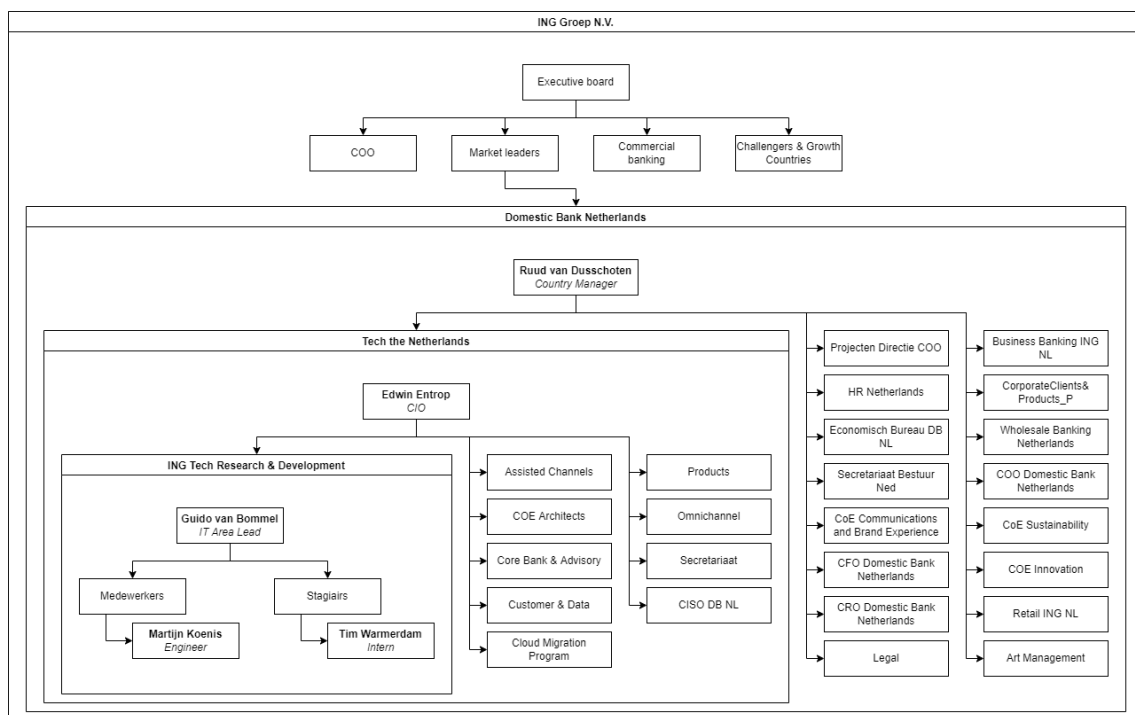 ING Groep N.V.
Executive board
COO
Market leaders
Commercial
banking
Challengers & Growth
Countries
Domestic Bank Netherlands
Ruud van Dusschoten
Country Manager
Tech the Netherlands
Edwin Entrop
CIO
ING Tech Research & Development
Guido van Bommel
IT Area Lead
Medewerkers
Stagiairs
Martijn Koenis
Engineer
Tim Warmerdam
Intern
Assisted Channels
COE Architects
Core Bank & Advisory
Customer & Data
Cloud Migration
Program
Products
Omnichannel
Secretariaat
CISO DB NL
Projecten Directie COO
HR Netherlands
Economisch Bureau DB
NL
Secretariaat Bestuur
Ned
CoE Communications
and Brand Experience
CFO Domestic Bank
Netherlands
CRO Domestic Bank
Netherlands
Legal
Business Banking ING
NL
CorporateClients&
Products_P
Wholesale Banking
Netherlands
COO Domestic Bank
Netherlands
CoE Sustainability
COE Innovation
Retail ING NL
Art Management